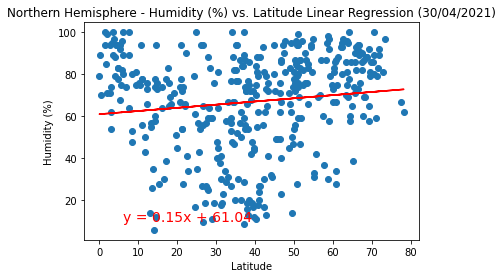 Northern Hemisphere - Humidity (%) vs. Latitude Linear Regression (30/04/2021)
100
80
60
40
20
Humidity (%)
y = 0.15x + 61.04
0 10 20 30 40 50 60 70 80
Latitude